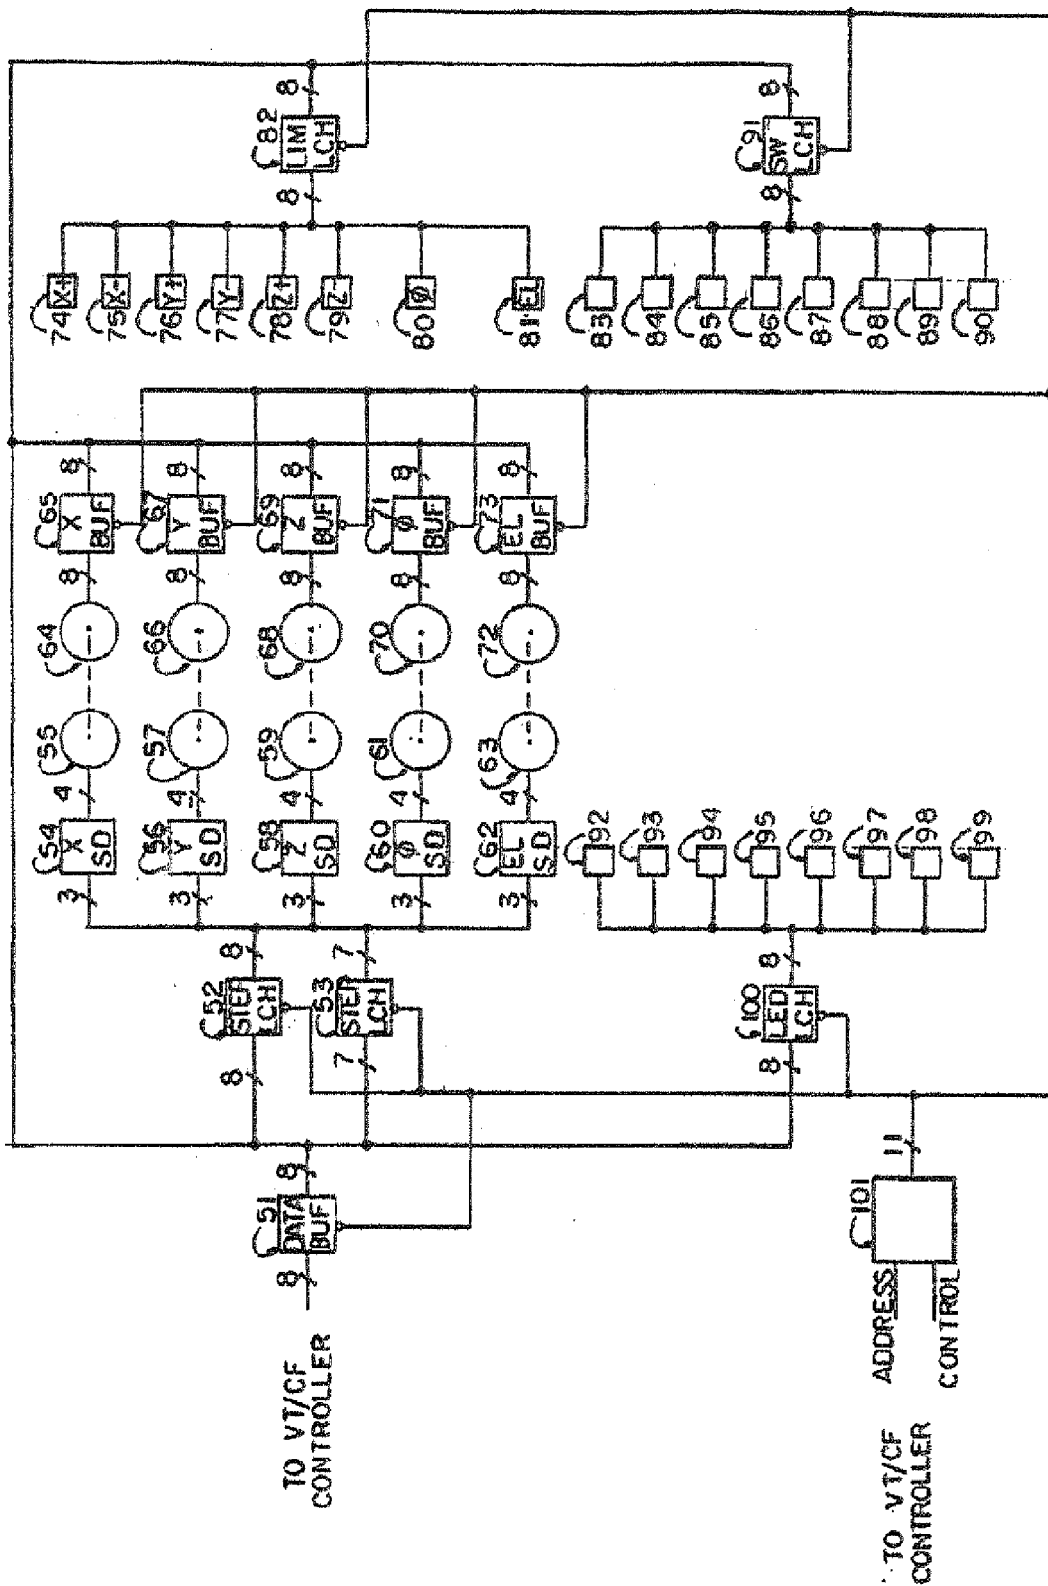 TO VT/CF
CONTROLLER
8
51
DATA
BUF
8
8
52
STEP
LCH
8
7
53
STEP
LCH
7
3
54
X
SD
4
55
64
8
65
X
BUF
8
3
56
Y
SD
4
57
66
8
67
Y
BUF
8
3
58
Z
SD
4
59
68
8
69
Z
BUF
8
3
60
Ø
SD
4
61
70
8
71
Ø
BUF
8
3
62
EL
SD
4
63
72
8
73
EL
BUF
8
74
X+
75
X-
76
Y+
77
Y-
78
Z+
79
Z-
80
Ø
81
EL
8
82
LIM
LCH
8
83
84
85
86
87
88
89
90
8
91
SW
LCH
8
8
100
LED
LCH
8
92
93
94
95
96
97
98
99
TO VT/CF
CONTROLLER
ADDRESS
CONTROL
101
11